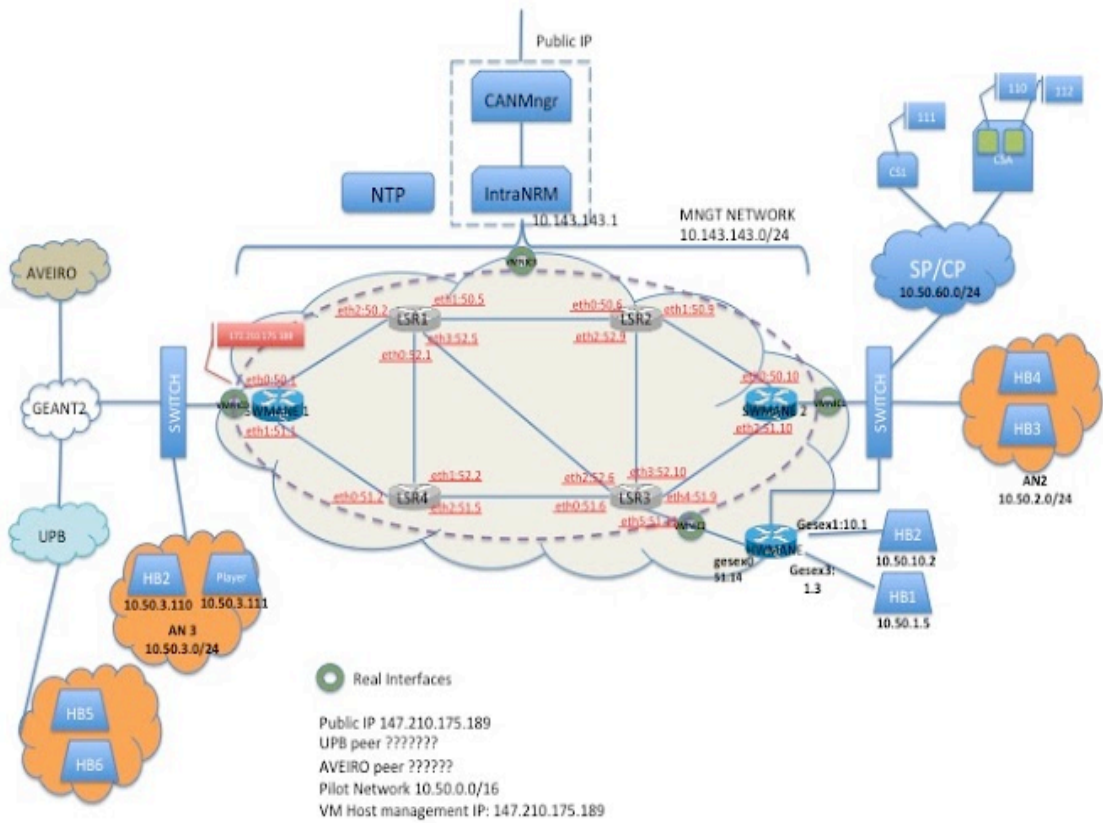 Public IP
CANMngr
IntraNRM
10.143.143.1
NTP
MNGT NETWORK
10.143.143.0/24
111
110
112
CS1
CSA
SP/CP
10.50.60.0/24
AVEIRO
GEANT2
UPB
SWITCH
eth1:50.5
eth2:50.2
LSR1
eth3:52.5
eth0:52.1
eth0:50.6
LSR2
eth1:50.9
eth2:52.9
eth0:50.1
SWMANE 1
eth1:51.1
eth0:50.10
SWMANE 2
eth2:51.10
SWITCH
HB4
HB3
AN2
10.50.2.0/24
eth1:52.2
LSR4
eth0:51.2
eth2:51.5
eth2:52.6
eth3:52.10
LSR3
eth0:51.6
eth4:51.9
HWMANE
gesex0
51.14
Gesex1:10.1
Gesex3:
1.3
HB2
10.50.10.2
HB1
10.50.1.5
HB2
10.50.3.110
Player
10.50.3.111
AN 3
10.50.3.0/24
HB5
HB6
Real Interfaces
Public IP 147.210.175.189
UPB peer ???????
AVEIRO peer ??????
Pilot Network 10.50.0.0/16
VM Host management IP: 147.210.175.189